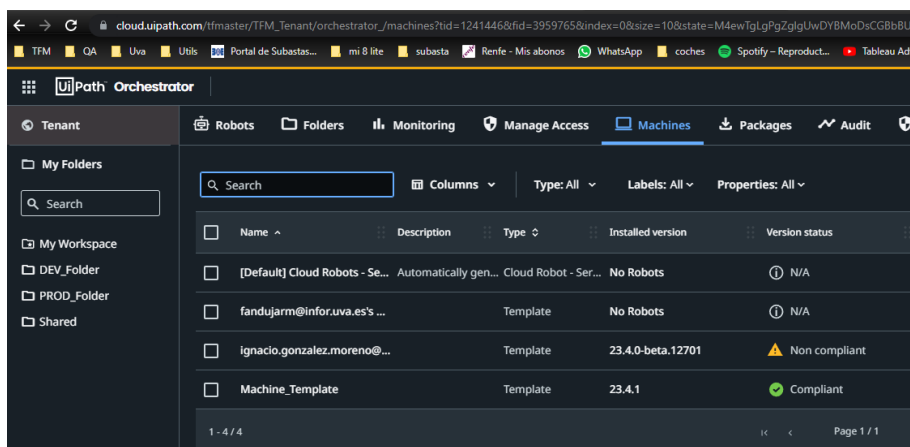 cloud.uipath.com/tfmaster/TFM_Tenant/orchestrator_/machines?tid=1241446&fid=3959765&index=0&size=10&state=M4ewTgLgPgZglgUwDYBMoDsCGBbBU
TFM QA Uva Utils Portal de Subastas... mi 8 lite subasta Renfe - Mis abonos WhatsApp coches Spotify – Reproduct... Tableau Ad
UiPath Orchestrator
Tenant
Robots Folders Monitoring Manage Access Machines Packages Audit
My Folders
Search
My Workspace
DEV_Folder
PROD_Folder
Shared
Search Columns Type: All Labels: All Properties: All
Name Description Type Installed version Version status
[Default] Cloud Robots - Se... Automatically gen... Cloud Robot - Ser... No Robots N/A
fandujarm@infor.uva.es's ... Template No Robots N/A
ignacio.gonzalez.moreno@... Template 23.4.0-beta.12701 Non compliant
Machine_Template Template 23.4.1 Compliant
1 - 4 / 4 Page 1 / 1